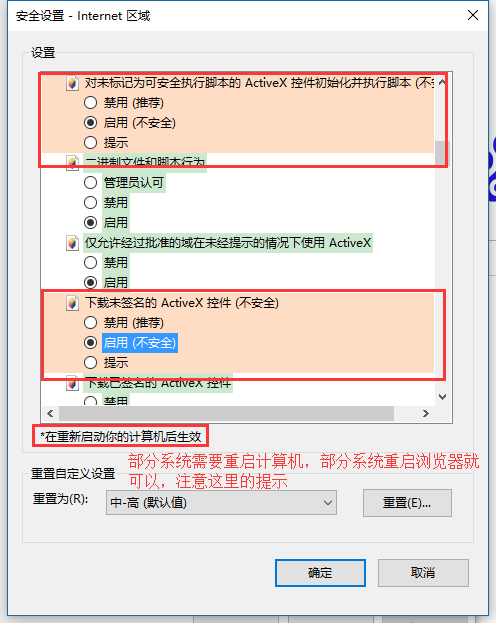 安全设置 - Internet 区域
设置
对未标记为可安全执行脚本的 ActiveX 控件初始化并执行脚本 (不安
禁用 (推荐)
启用 (不安全)
提示
二进制文件和脚本行为
管理员认可
禁用
启用
仅允许经过批准的域在未经提示的情况下使用 ActiveX
禁用
启用
下载未签名的 ActiveX 控件 (不安全)
禁用 (推荐)
启用 (不安全)
提示
下载已签名的 ActiveX 控件
禁用
*在重新启动你的计算机后生效
部分系统需要重启计算机，部分系统重启浏览器就
可以，注意这里的提示
重置自定义设置
重置为(R):
中-高 (默认值)
重置(E)...
确定
取消